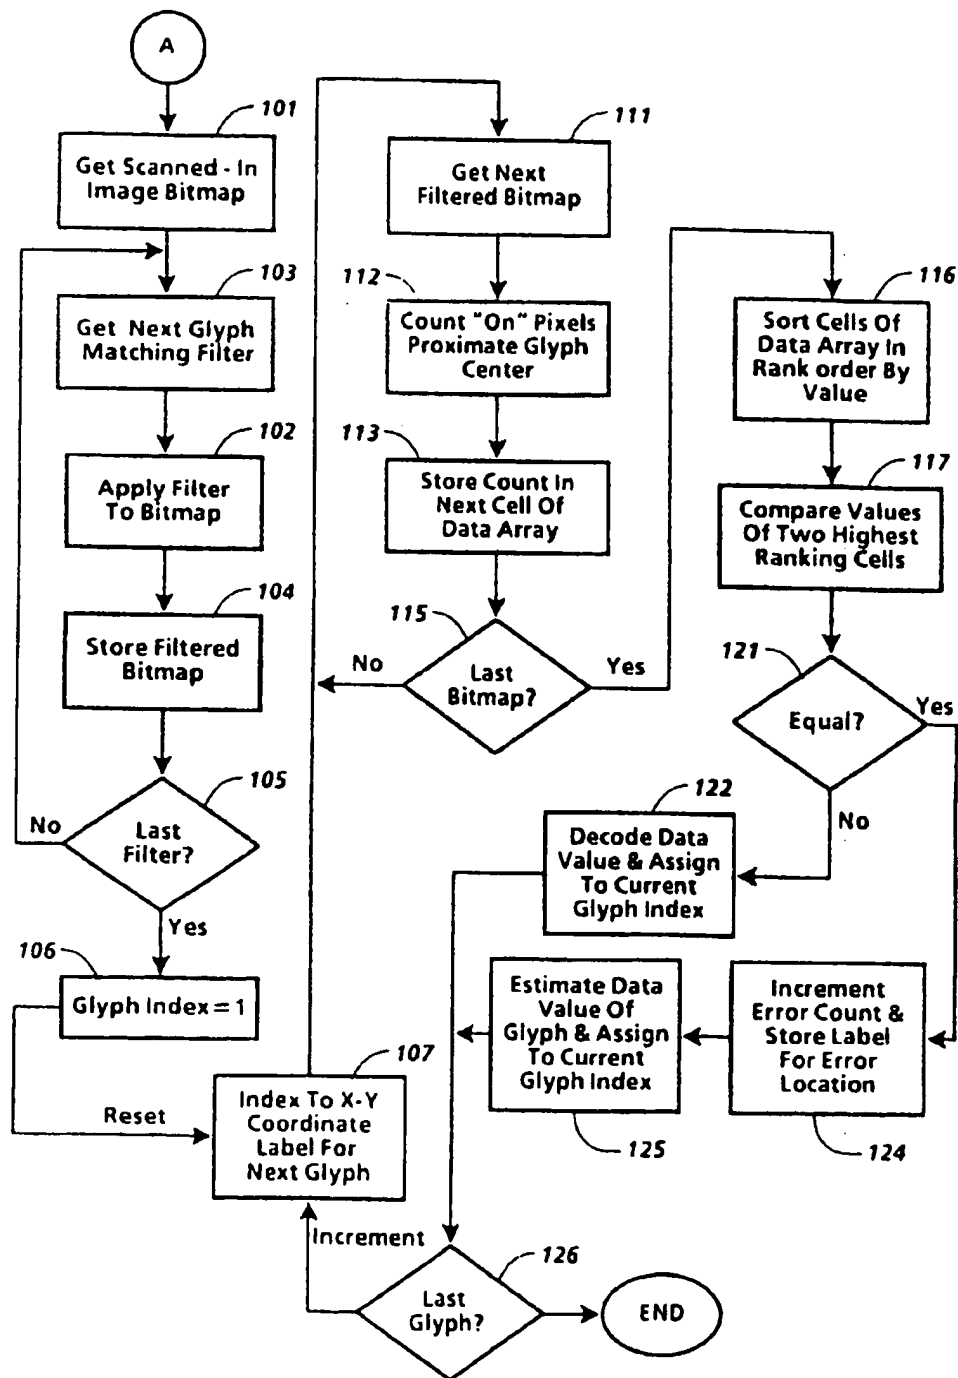 A
101
Get Scanned - In
Image Bitmap
103
Get Next Glyph
Matching Filter
102
Apply Filter
To Bitmap
104
Store Filtered
Bitmap
105
Last
Filter?
No
Yes
106
Glyph Index = 1
Reset
107
Index To X-Y
Coordinate
Label For
Next Glyph
Increment
111
Get Next
Filtered Bitmap
112
Count "On" Pixels
Proximate Glyph
Center
113
Store Count In
Next Cell Of
Data Array
115
Last
Bitmap?
No
Yes
116
Sort Cells Of
Data Array In
Rank order By
Value
117
Compare Values
Of Two Highest
Ranking Cells
121
Equal?
Yes
No
122
Decode Data
Value & Assign
To Current
Glyph Index
Increment
Error Count &
Store Label
For Error
Location
124
Estimate Data
Value Of
Glyph & Assign
To Current
Glyph Index
125
126
Last
Glyph?
END